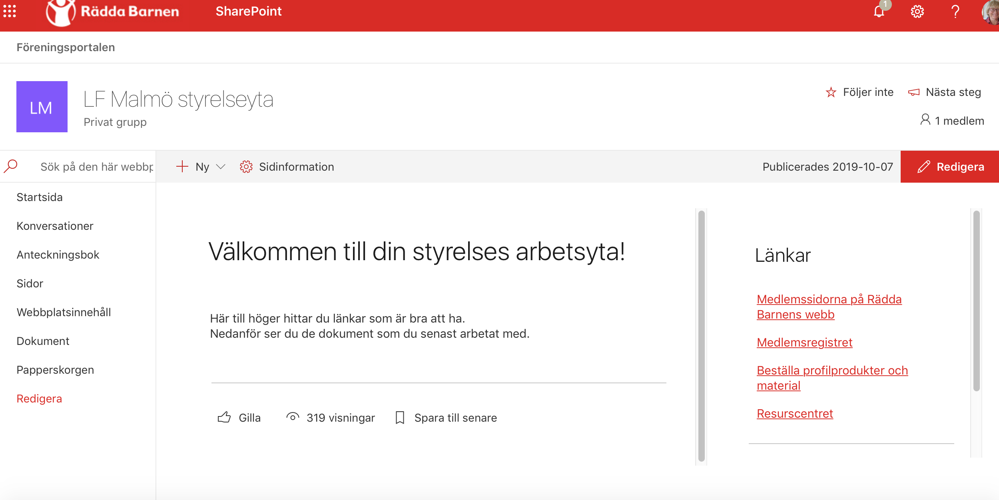 Rädda Barnen
SharePoint
1
Föreningsportalen
LM
LF Malmö styrelseyta
Privat grupp
Följer inte
Nästa steg
1 medlem
Sök på den här webbp
Ny
Sidinformation
Publicerades 2019-10-07
Redigera
Startsida
Konversationer
Anteckningsbok
Sidor
Webbplatsinnehåll
Dokument
Papperskorgen
Redigera
Välkommen till din styrelses arbetsyta!
Här till höger hittar du länkar som är bra att ha.
Nedanför ser du de dokument som du senast arbetat med.
Gilla
319 visningar
Spara till senare
Länkar
Medlemssidorna på Rädda
Barnens webb
Medlemsregistret
Beställa profilprodukter och
material
Resurscentret